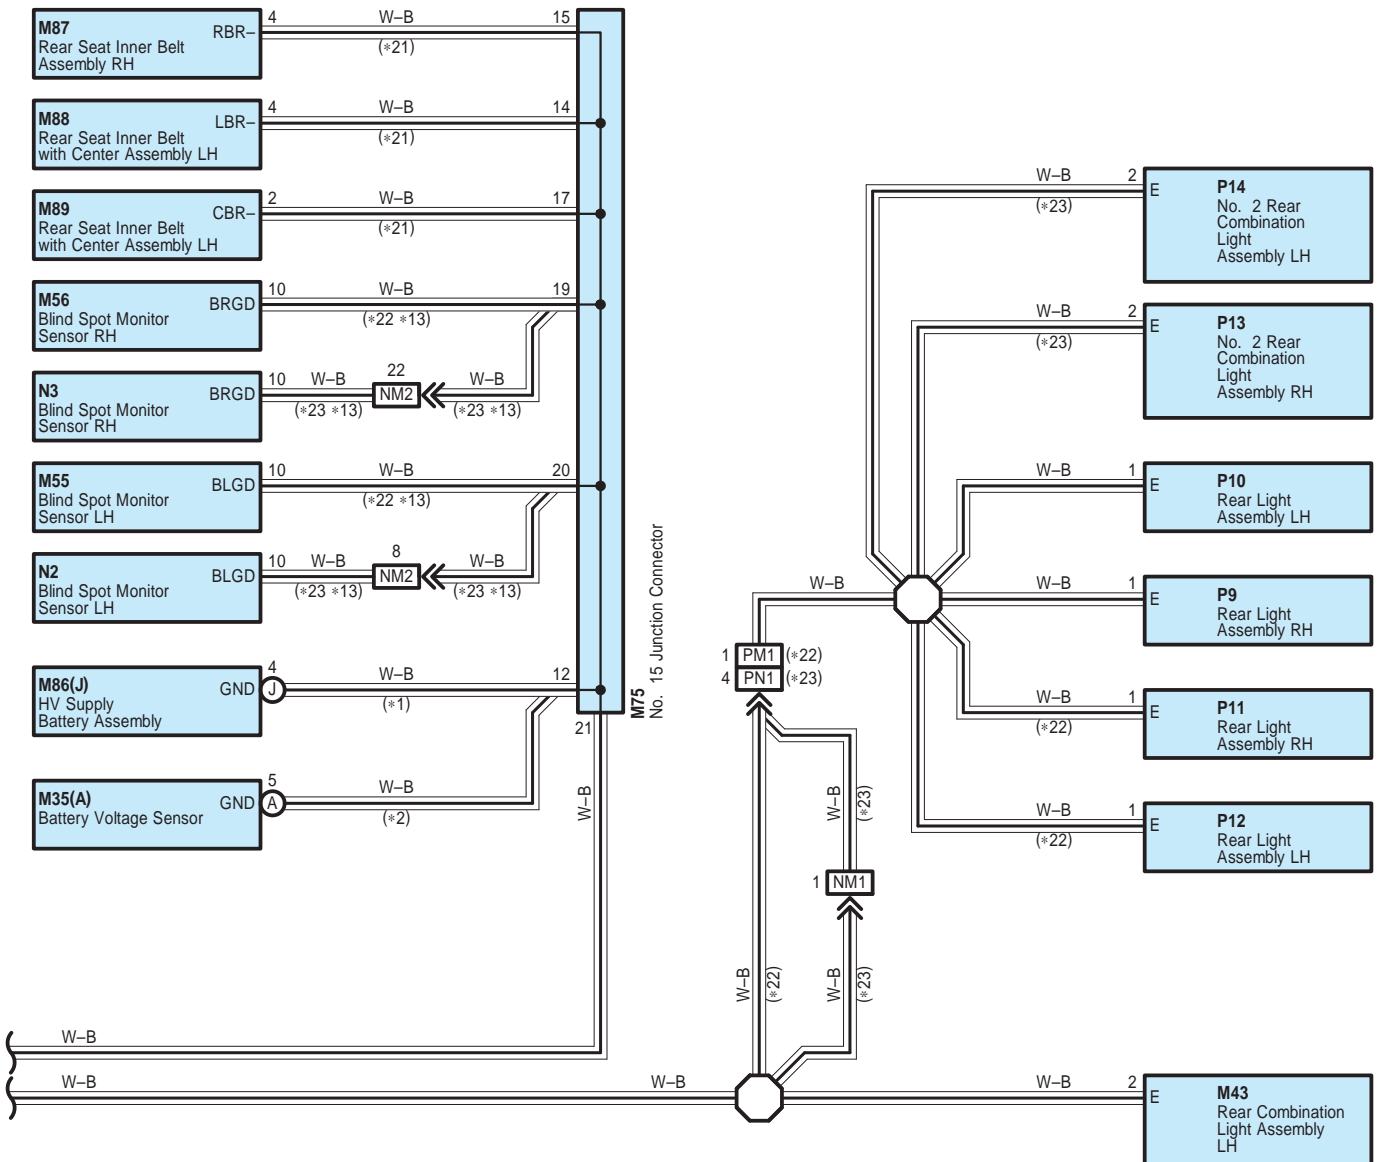 M87
Rear Seat Inner Belt
Assembly RH
RBR–
4
W–B
(*21)
15
M88
Rear Seat Inner Belt
with Center Assembly LH
LBR–
4
W–B
(*21)
14
M89
Rear Seat Inner Belt
with Center Assembly LH
CBR–
2
W–B
(*21)
17
M56
Blind Spot Monitor
Sensor RH
BRGD
10
W–B
(*22 *13)
19
N3
Blind Spot Monitor
Sensor RH
BRGD
10
W–B
(*23 *13)
22
NM2
W–B
(*23 *13)
M55
Blind Spot Monitor
Sensor LH
BLGD
10
W–B
(*22 *13)
20
N2
Blind Spot Monitor
Sensor LH
BLGD
10
W–B
(*23 *13)
8
NM2
W–B
(*23 *13)
M86(J)
HV Supply
Battery Assembly
GND
4
J
W–B
(*1)
12
M35(A)
Battery Voltage Sensor
GND
5
A
W–B
(*2)
21
W–B
M75
No. 15 Junction Connector
W–B
2
(*23)
E
P14
No. 2 Rear
Combination
Light
Assembly LH
W–B
2
(*23)
E
P13
No. 2 Rear
Combination
Light
Assembly RH
W–B
1
E
P10
Rear Light
Assembly LH
W–B
W–B
1
E
P9
Rear Light
Assembly RH
1 PM1 (*22)
4 PN1 (*23)
W–B
1
(*22)
E
P11
Rear Light
Assembly RH
W–B
(*23)
W–B
1
(*22)
E
P12
Rear Light
Assembly LH
1 NM1
W–B
(*22)
W–B
(*23)
W–B
W–B
W–B
W–B
2
E
M43
Rear Combination
Light Assembly
LH